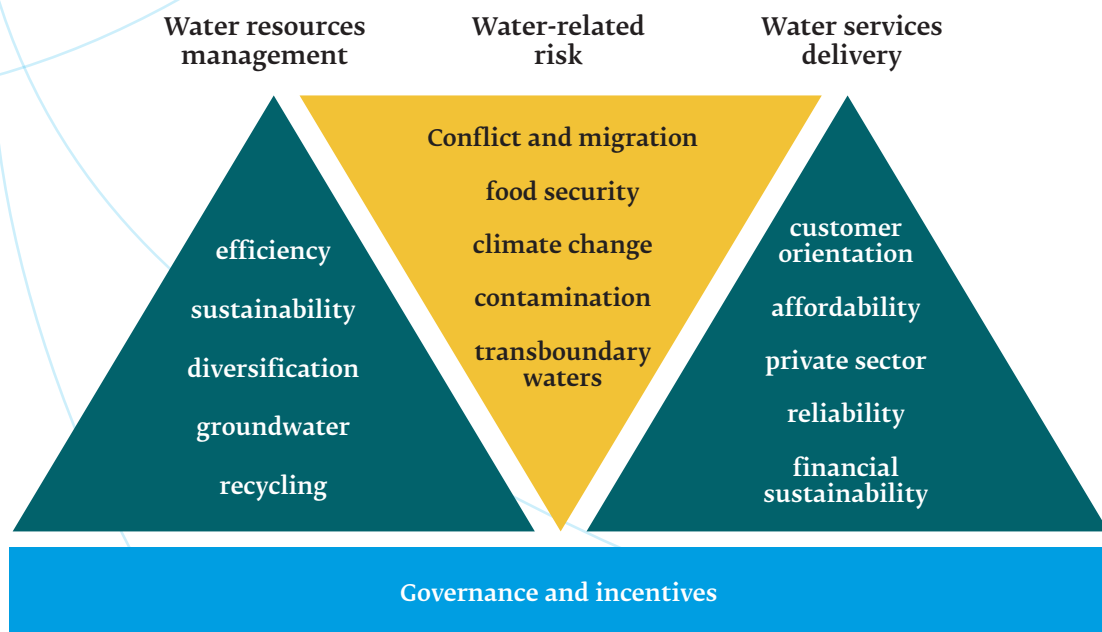 Water resources
management
Water-related
risk
Water services
delivery
efficiency
sustainability
diversification
groundwater
recycling
Conflict and migration
food security
climate change
contamination
transboundary
waters
customer
orientation
affordability
private sector
reliability
financial
sustainability
Governance and incentives